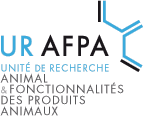 UR AFPA
UNITÉ DE RECHERCHE
ANIMAL
& FONCTIONNALITÉS
DES PRODUITS
ANIMAUX